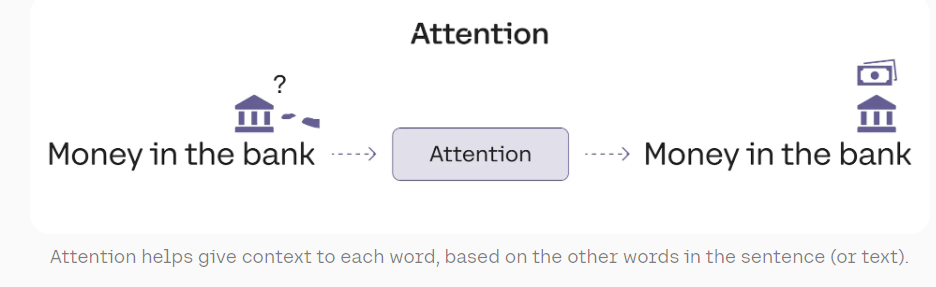 Attention
?
Money in the bank
Attention
Money in the bank
Attention helps give context to each word, based on the other words in the sentence (or text).